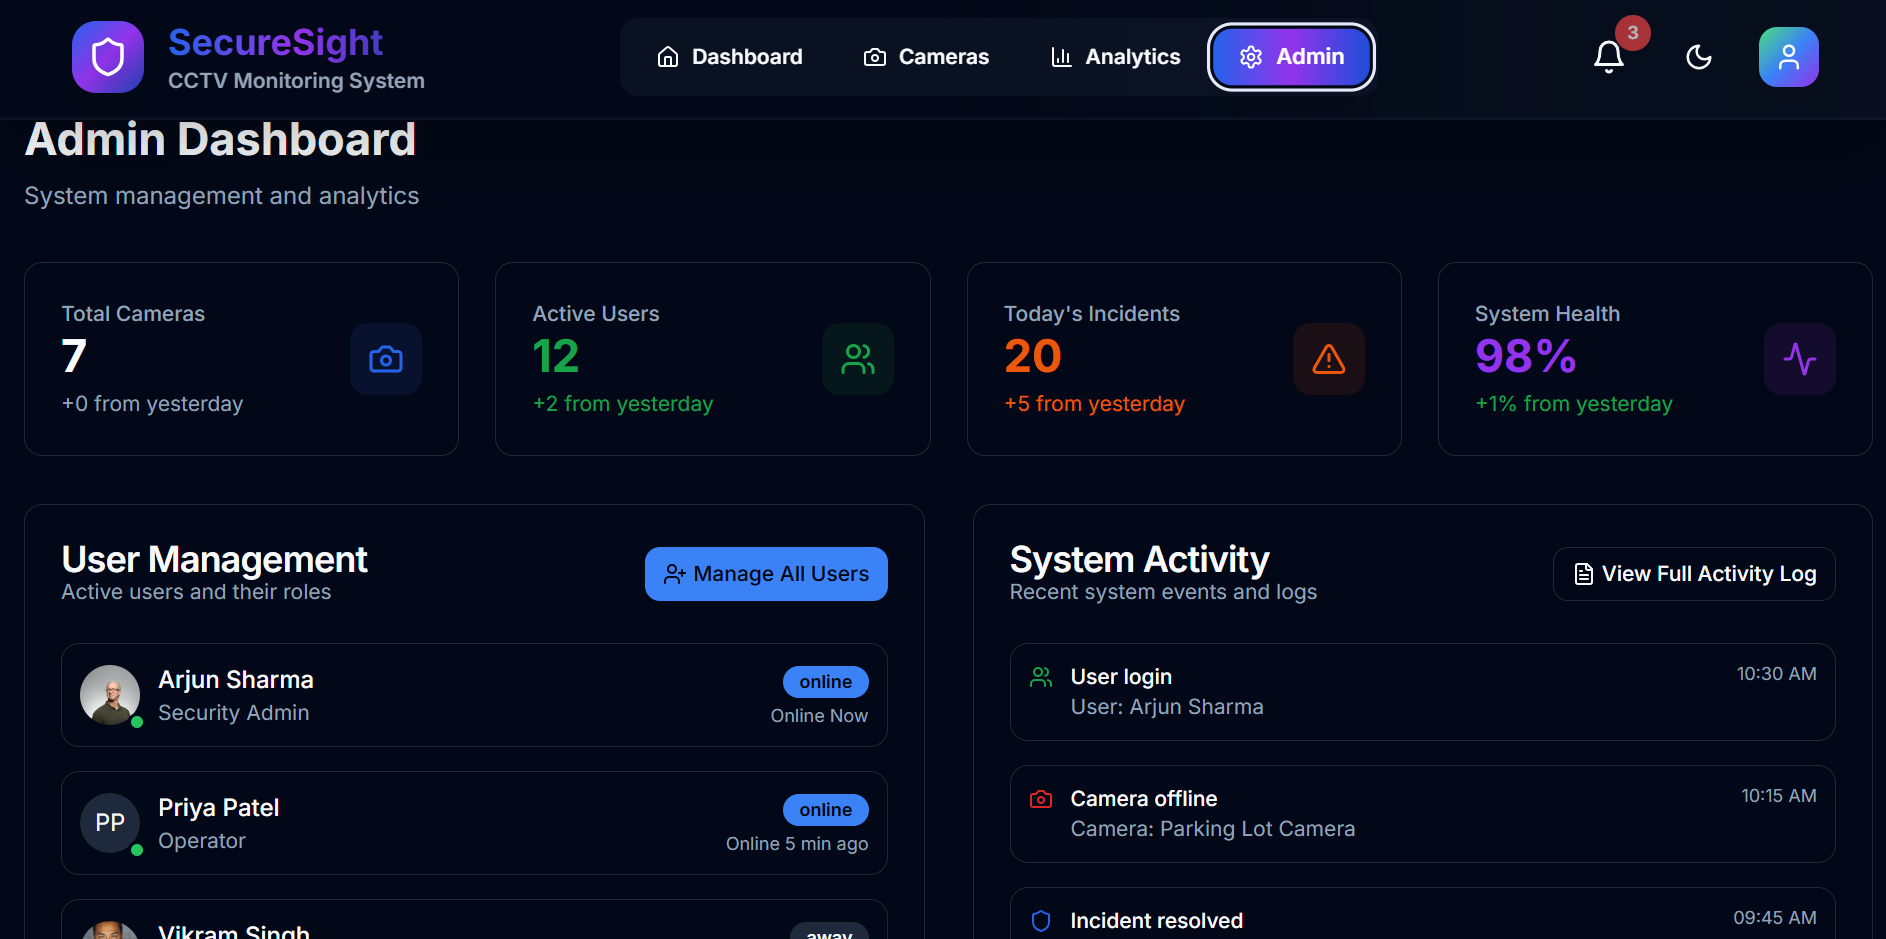 SecureSight
CCTV Monitoring System
Dashboard
Cameras
Analytics
Admin
3
Admin Dashboard
System management and analytics
Total Cameras
7
+0 from yesterday
Active Users
12
+2 from yesterday
Today's Incidents
20
+5 from yesterday
System Health
98%
+1% from yesterday
User Management
Active users and their roles
Manage All Users
Arjun Sharma
Security Admin
online
Online Now
PP
Priya Patel
Operator
online
Online 5 min ago
Vikram Singh
away
System Activity
Recent system events and logs
View Full Activity Log
User login
User: Arjun Sharma
10:30 AM
Camera offline
Camera: Parking Lot Camera
10:15 AM
Incident resolved
09:45 AM